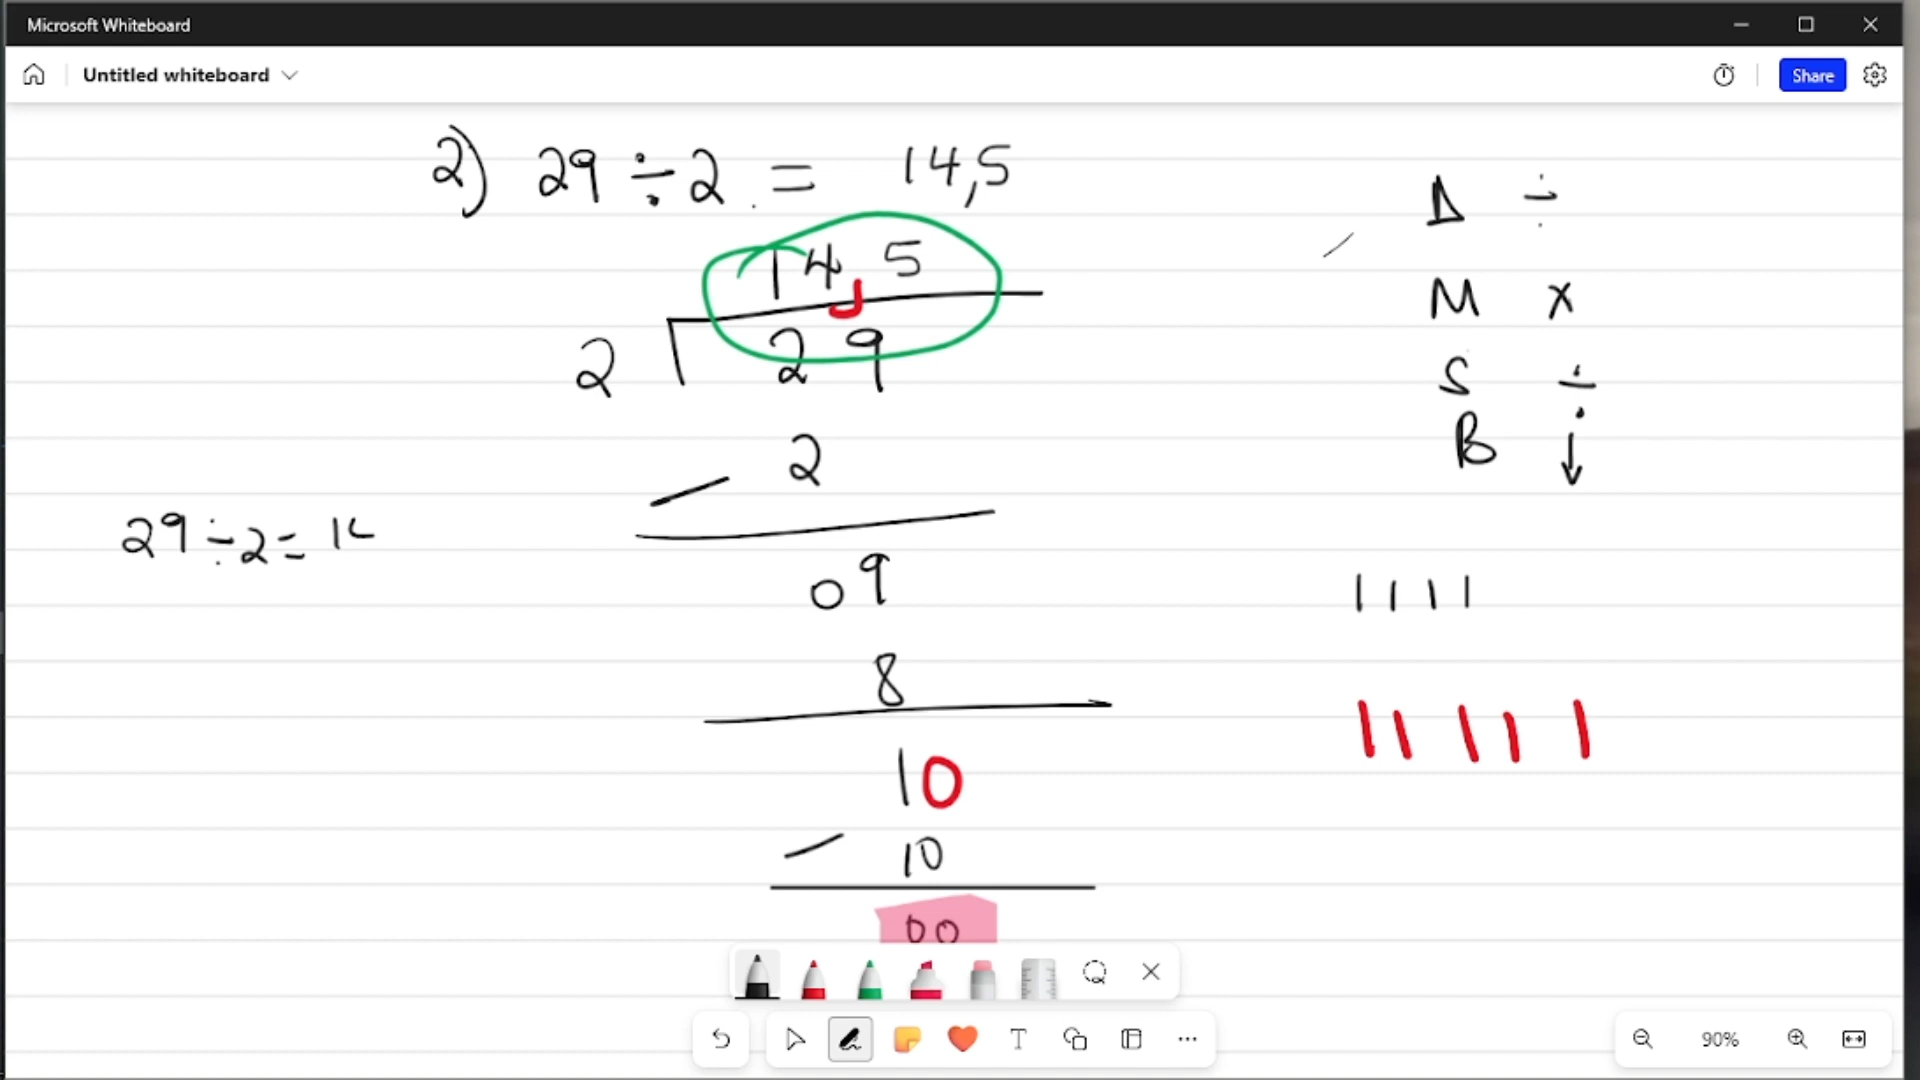 Microsoft Whiteboard
Untitled whiteboard
Share
2) 29 ÷ 2 = 14,5
14,5
2 29
2
09
8
10
10
00
29 ÷ 2 = 14
D ÷
M x
S ÷
B ↓
90%